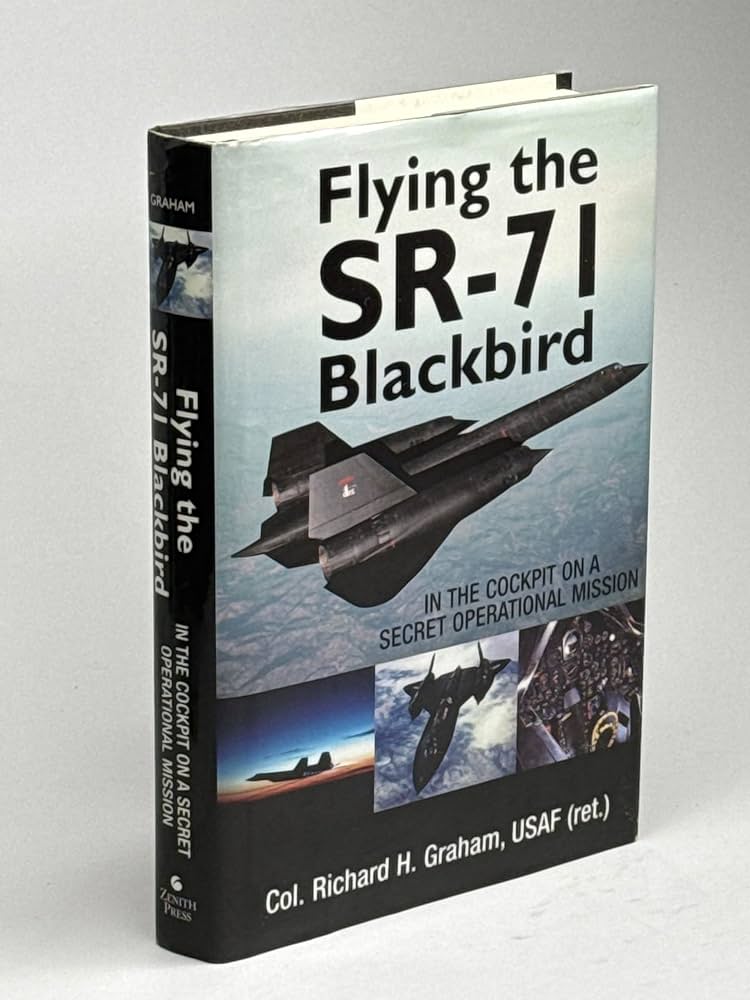 Flying the
SR-71
Blackbird
IN THE COCKPIT ON A
SECRET OPERATIONAL MISSION
Col. Richard H. Graham, USAF (ret.)
GRAHAM
Flying the
SR-71 Blackbird
IN THE COCKPIT ON A SECRET
OPERATIONAL MISSION
ZENITH
PRESS